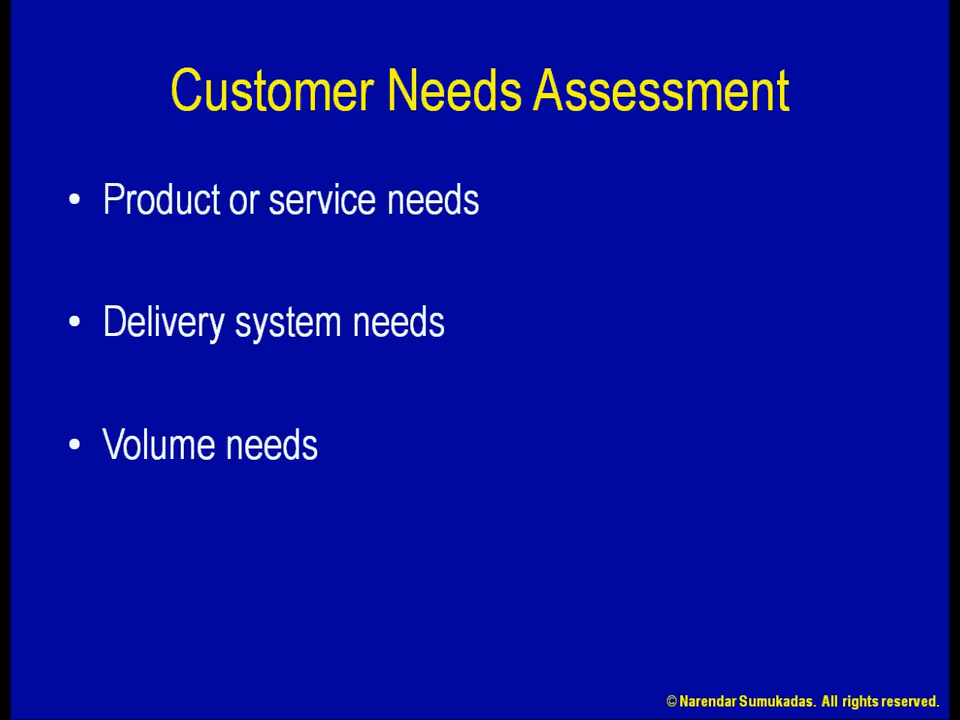 Customer Needs Assessment
• Product or service needs
• Delivery system needs
• Volume needs
© Narendar Sumukadas. All rights reserved.